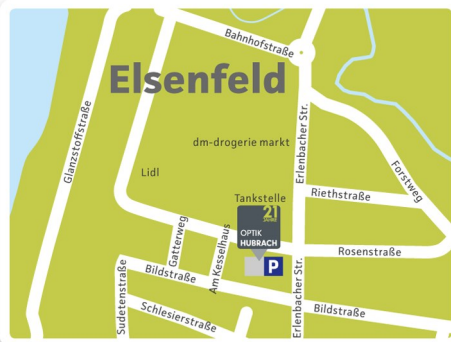 Bahnhofstraße
Elsenfeld
Glanzstoffstraße
Erlenbacher Str.
dm-drogerie markt
Forstweg
Lidl
Riethstraße
Tankstelle
21
OPTIK
HUBRACH
Gatterweg
Am Kesselhaus
Rosenstraße
P
Bildstraße
Sudetenstraße
Erlenbacher Str.
Bildstraße
Schlesierstraße